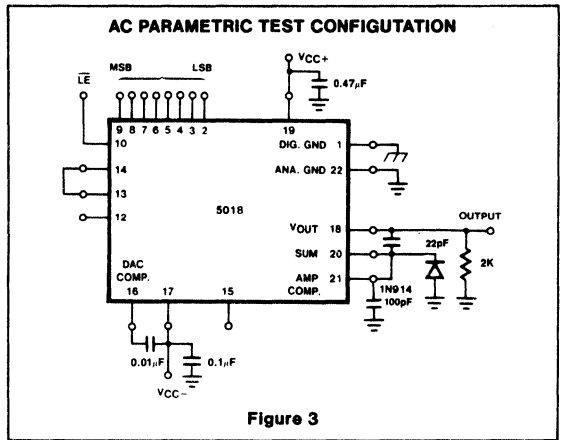 AC PARAMETRIC TEST CONFIGUTATION
MSB LSB
LE
VCC+
0.47μF
9 8 7 6 5 4 3 2
19
10
DIG. GND 1
14
ANA. GND 22
13
12
5018
VOUT 18
OUTPUT
22pF
SUM 20
2K
DAC
COMP.
AMP 21
COMP.
1N914
100pF
16 17 15
0.01μF
0.1μF
VCC-
Figure 3